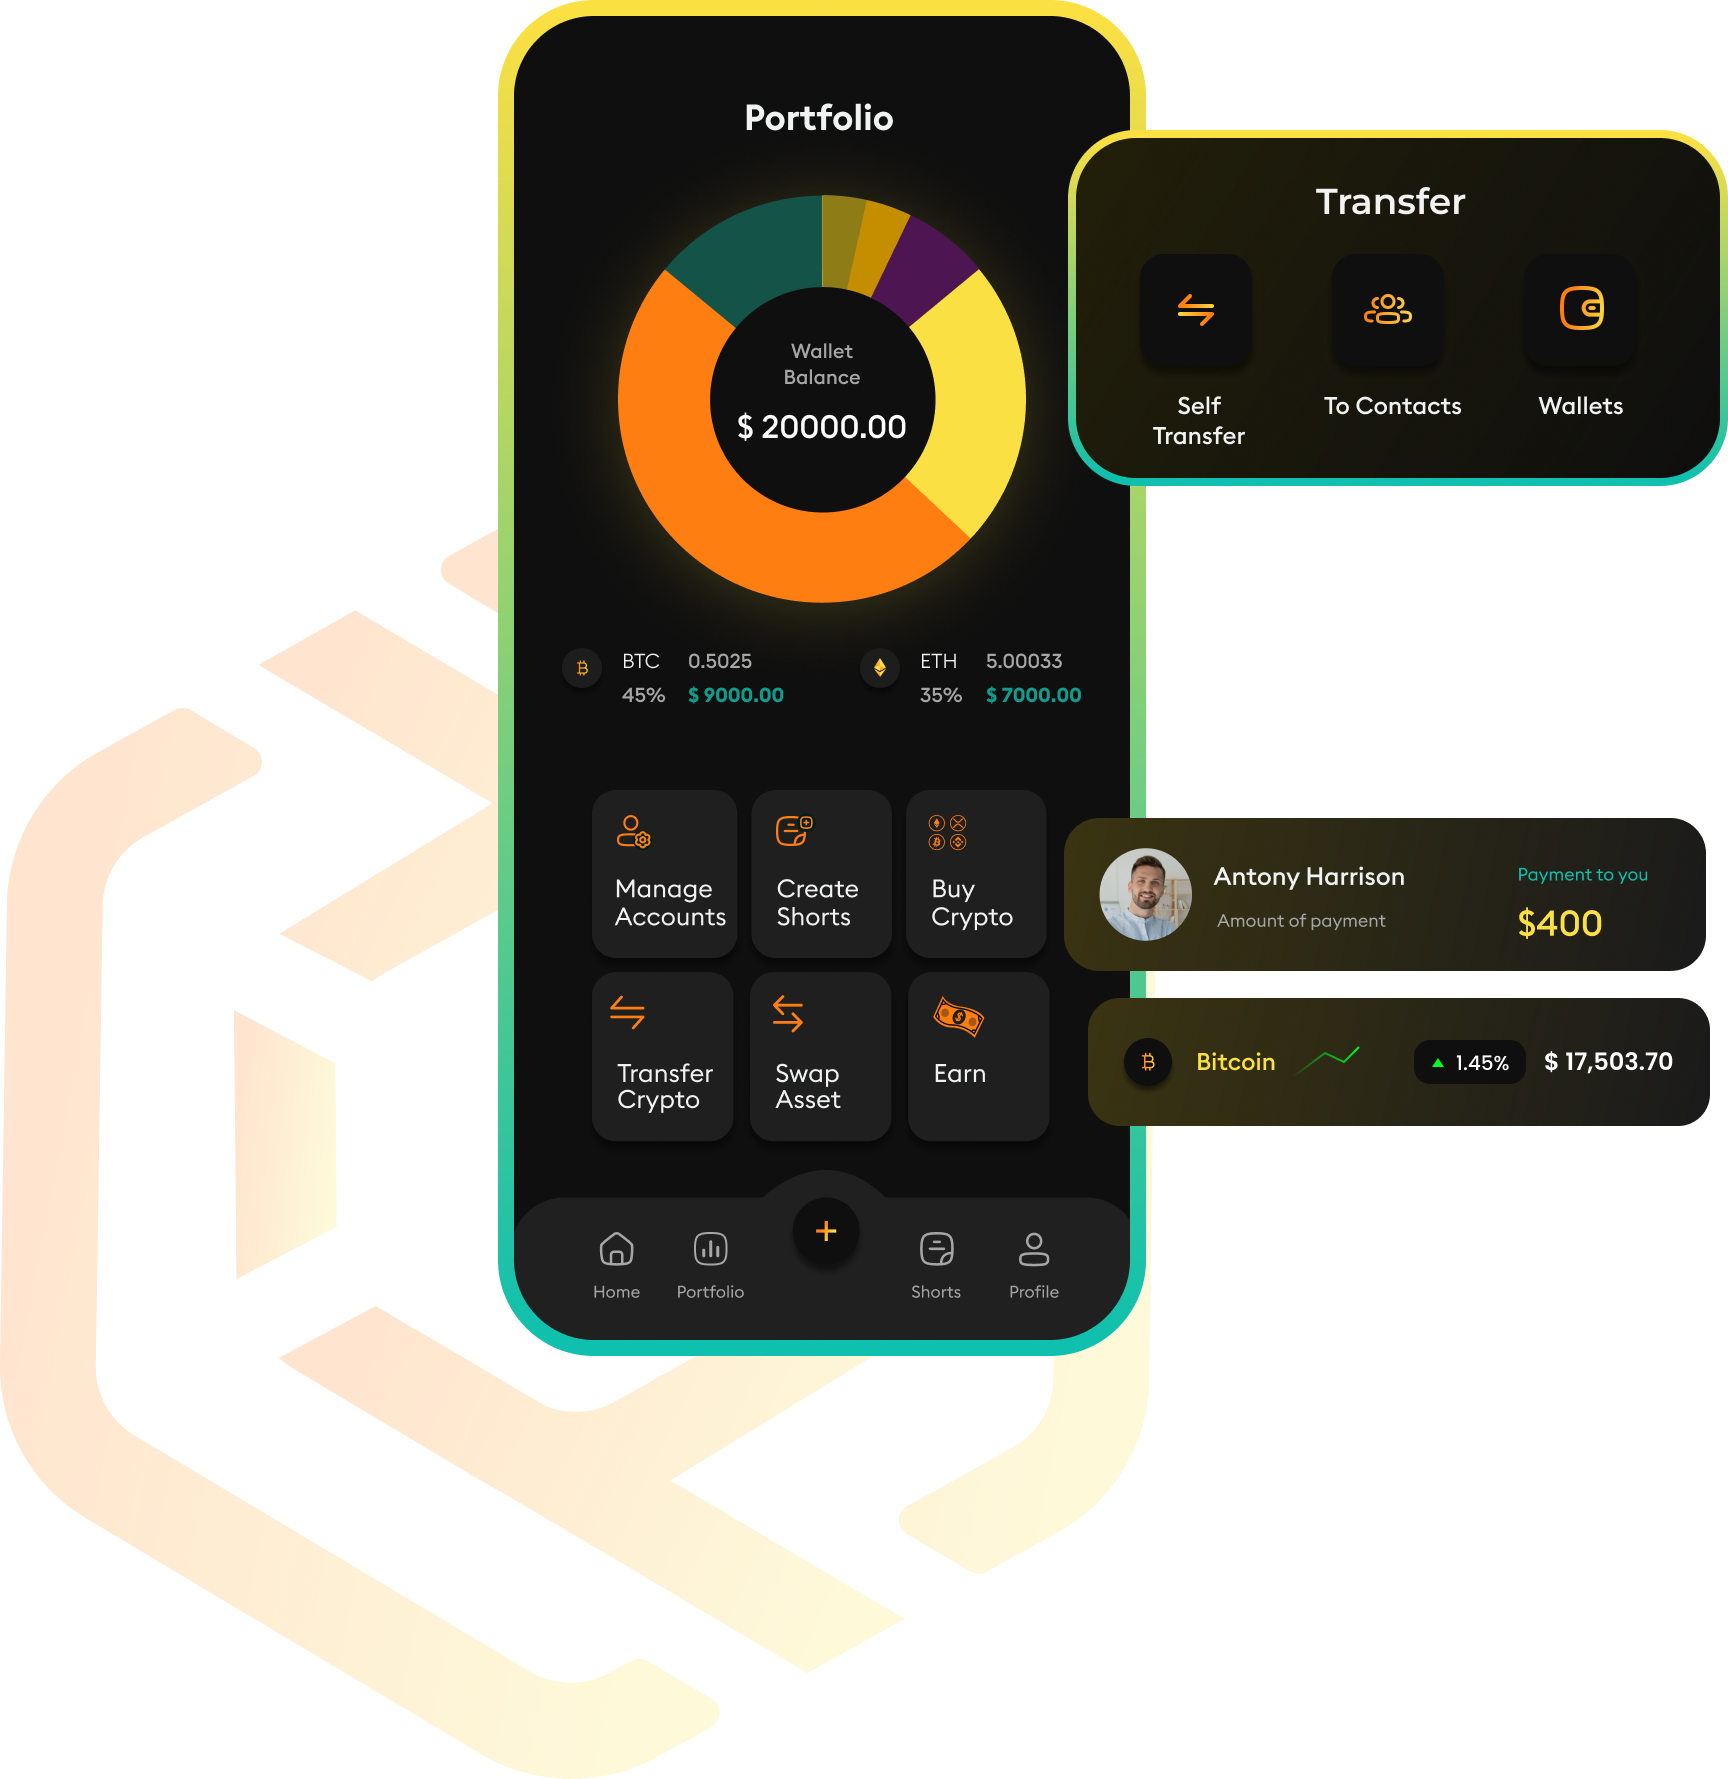 Portfolio
Wallet
Balance
$ 20000.00
BTC 0.5025
45% $ 9000.00
ETH 5.00033
35% $ 7000.00
Manage
Accounts
Create
Shorts
Buy
Crypto
Transfer
Crypto
Swap
Asset
Earn
Home
Portfolio
+
Shorts
Profile
Transfer
Self
Transfer
To Contacts
Wallets
Antony Harrison
Amount of payment
Payment to you
$400
Bitcoin
1.45%
$ 17,503.70